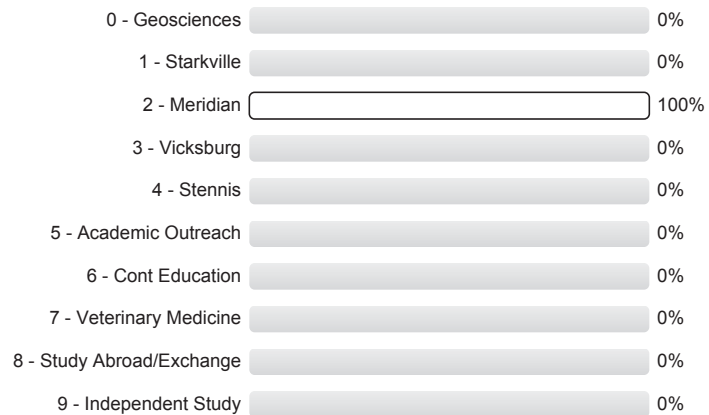 0 - Geosciences 0%
1 - Starkville 0%
2 - Meridian 100%
3 - Vicksburg 0%
4 - Stennis 0%
5 - Academic Outreach 0%
6 - Cont Education 0%
7 - Veterinary Medicine 0%
8 - Study Abroad/Exchange 0%
9 - Independent Study 0%